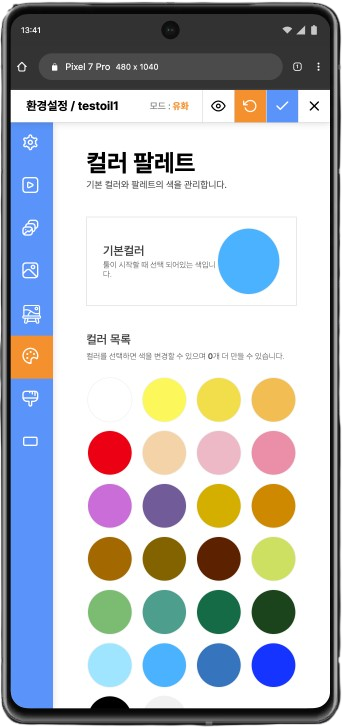 13:41
Pixel 7 Pro 480 x 1040
1
환경설정 / testoil1
모드 : 유화
컬러 팔레트
기본 컬러와 팔레트의 색을 관리합니다.
기본컬러
툴이 시작할 때 선택 되어있는 색입니
다.
컬러 목록
컬러를 선택하면 색을 변경할 수 있으며 0개 더 만들 수 있습니다.